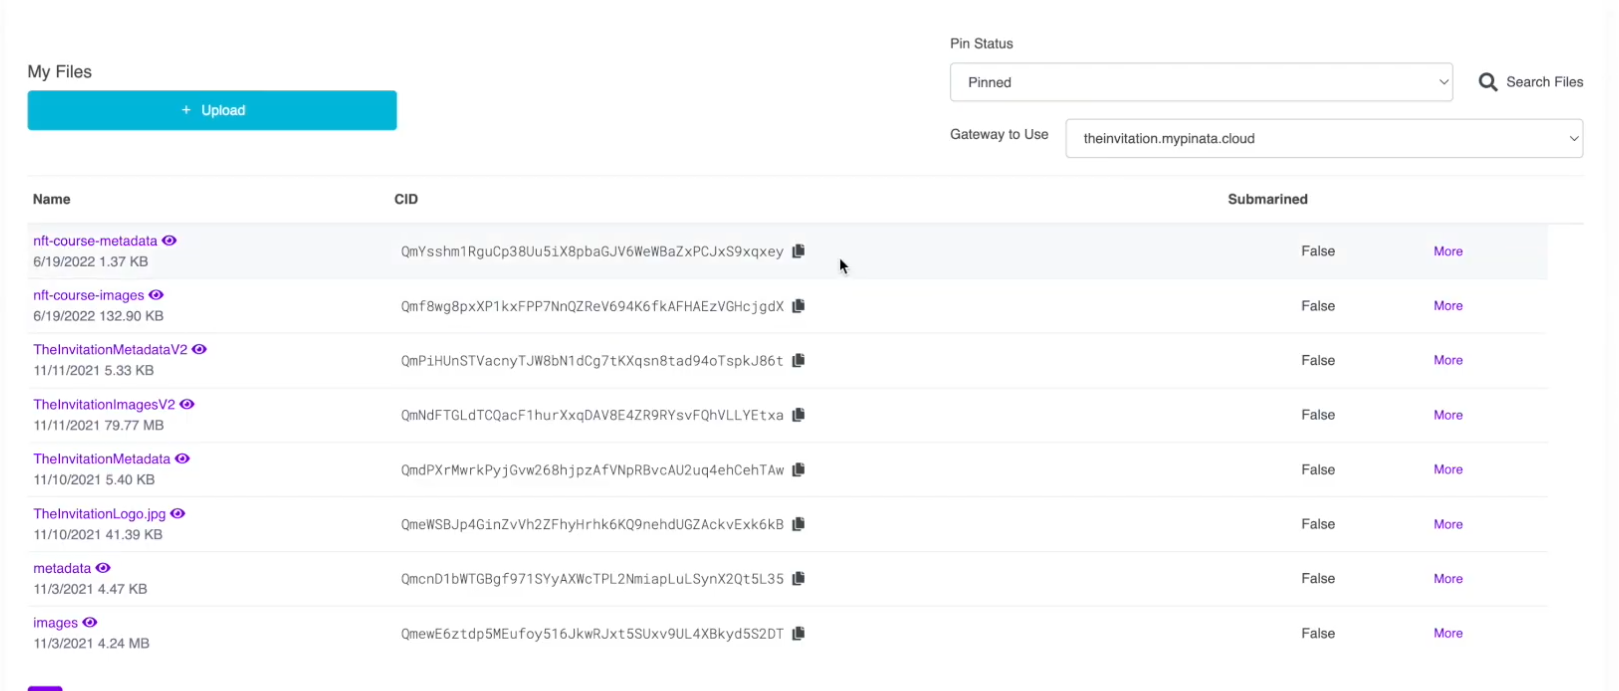 Pin Status
My Files
Pinned
Search Files
+ Upload
Gateway to Use
theinvitation.mypinata.cloud
Name CID Submarined
nft-course-metadata
QmYsshm1RguCp38Uu5iX8pbaGJV6WeWBaZxPCJxS9xqxey False More
6/19/2022 1.37 KB
nft-course-images
Qmf8wg8pxXP1kxFPP7NnQZReV694K6fkAFHAEzVGHcjgdX False More
6/19/2022 132.90 KB
TheInvitationMetadataV2
QmPiHUnSTVacnyTJW8bN1dCg7tKXqsn8tad94oTspkJ86t False More
11/11/2021 5.33 KB
TheInvitationImagesV2
QmNdFTGLdTCQacF1hurXxqDAV8E4ZR9RYsvFQhVLLYEtxa False More
11/11/2021 79.77 MB
TheInvitationMetadata
QmdPXrMwrkPyjGvw268hjpzAfVNpRBvcAU2uq4ehCehTAw False More
11/10/2021 5.40 KB
TheInvitationLogo.jpg
QmeWSBJp4GinZvVh2ZFhyHrhk6KQ9nehdUGZAckvExk6kB False More
11/10/2021 41.39 KB
metadata
QmcnD1bWTGBgf971SYyAXWcTPL2NmiapLuLSynX2Qt5L35 False More
11/3/2021 4.47 KB
images
QmewE6ztdp5MEufoy516JkwRJxt5SUxv9UL4XBkyd5S2DT False More
11/3/2021 4.24 MB